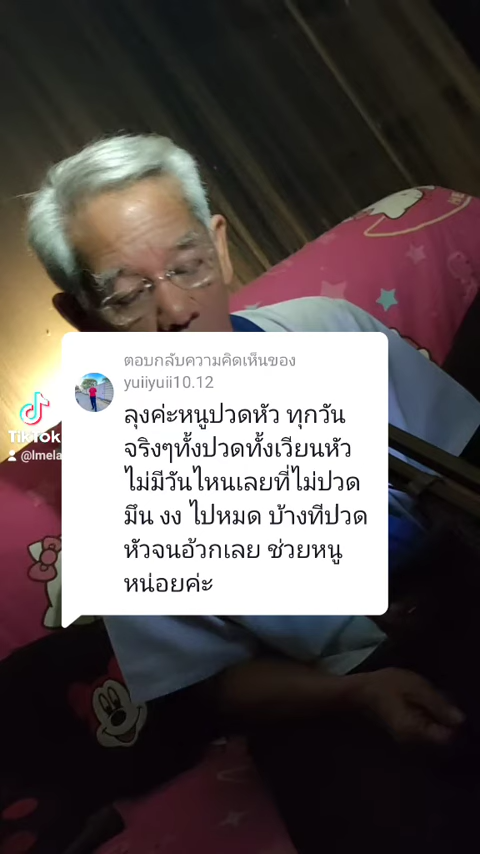 ตอบกลับความคิดเห็นของ
yuiiyuii10.12
ลุงค่ะหนูปวดหัว ทุกวัน
จริงๆทั้งปวดทั้งเวียนหัว
ไม่มีวันไหนเลยที่ไม่ปวด
มึน งง ไปหมด บ้างทีปวด
หัวจนอ้วกเลย ช่วยหนู
หน่อยค่ะ
TikTok
@lmela